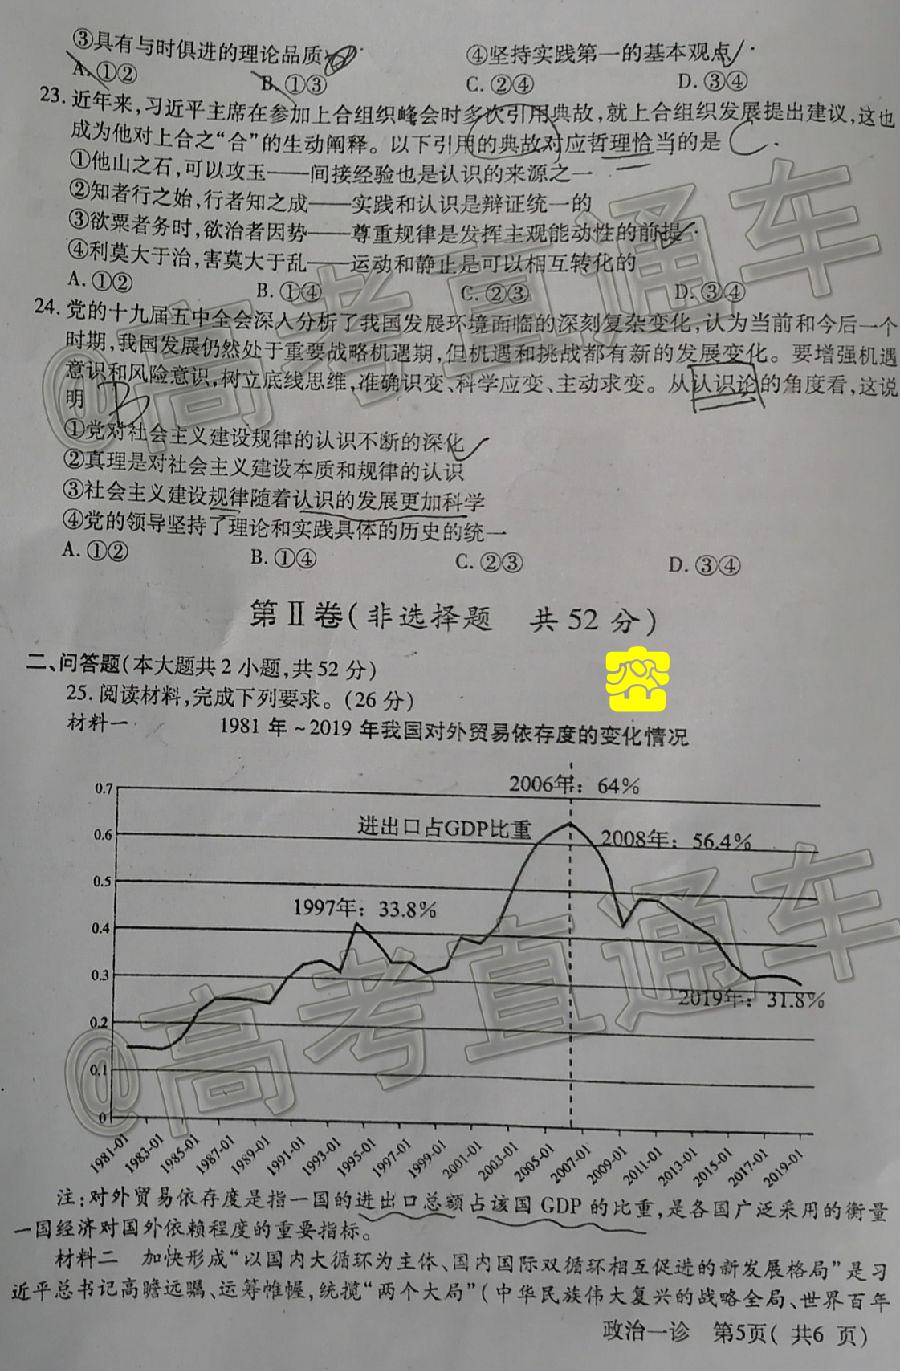 ③具有与时俱进的理论品质
④坚持实践第一的基本观点
A. ①②
B. ①③
C. ②④
D. ③④
23. 近年来,习近平主席在参加上合组织峰会时多次引用典故,就上合组织发展提出建议,这也
成为他对上合之“合”的生动阐释。以下引用的典故对应哲理恰当的是
①他山之石,可以攻玉——间接经验也是认识的来源之一
②知者行之始,行者知之成——实践和认识是辩证统一的
③欲粟者务时,欲治者因势——尊重规律是发挥主观能动性的前提
④利莫大于治,害莫大于乱——运动和静止是可以相互转化的
A. ①②
B. ①④
C. ②③
D. ③④
24. 党的十九届五中全会深入分析了我国发展环境面临的深刻复杂变化,认为当前和今后一个
时期,我国发展仍然处于重要战略机遇期,但机遇和挑战都有新的发展变化。要增强机遇
意识和风险意识,树立底线思维,准确识变、科学应变、主动求变。从认识论的角度看,这说
明 B
①党对社会主义建设规律的认识不断的深化
②真理是对社会主义建设本质和规律的认识
③社会主义建设规律随着认识的发展更加科学
④党的领导坚持了理论和实践具体的历史的统一
A. ①②
B. ①④
C. ②③
D. ③④
第Ⅱ卷(非选择题 共52分)
二、问答题(本大题共2小题,共52分)
25. 阅读材料,完成下列要求。(26分)
材料一 1981年~2019年我国对外贸易依存度的变化情况
2006年: 64%
0.7
进出口占GDP比重
0.6
2008年: 56.4%
0.5
1997年: 33.8%
0.4
0.3
2019年: 31.8%
0.2
0.1
0
1981-01
1983-01
1985-01
1987-01
1989-01
1991-01
1993-01
1995-01
1997-01
1999-01
2001-01
2003-01
2005-01
2007-01
2009-01
2011-01
2013-01
2015-01
2017-01
2019-01
注:对外贸易依存度是指一国的进出口总额占该国GDP的比重,是各国广泛采用的衡量
一国经济对国外依赖程度的重要指标。
材料二 加快形成“以国内大循环为主体、国内国际双循环相互促进的新发展格局”是习
近平总书记高瞻远瞩、运筹帷幄,统揽“两个大局”(中华民族伟大复兴的战略全局、世界百年
政治一诊 第5页(共6页)
@高考直通车
@高考直通车